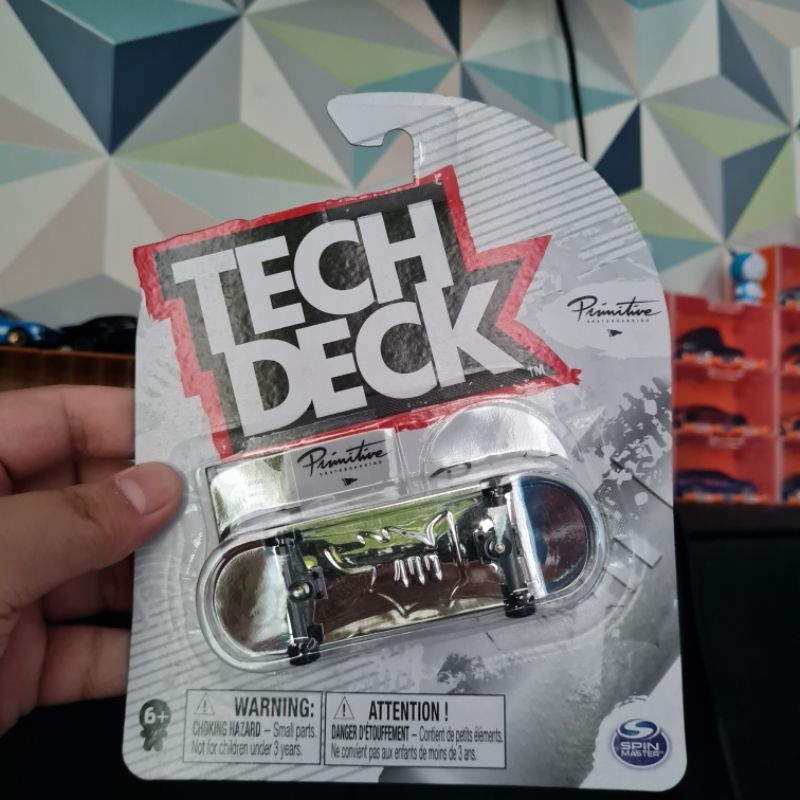 TECH
DECK
TM
Primitive
SKATEBOARDING
Primitive
SKATEBOARDING
6+
WARNING:
CHOKING HAZARD – Small parts.
Not for children under 3 years.
ATTENTION !
DANGER D'ÉTOUFFEMENT – Contient de petits éléments.
Ne convient pas aux enfants de moins de 3 ans.
SPIN
MASTER™